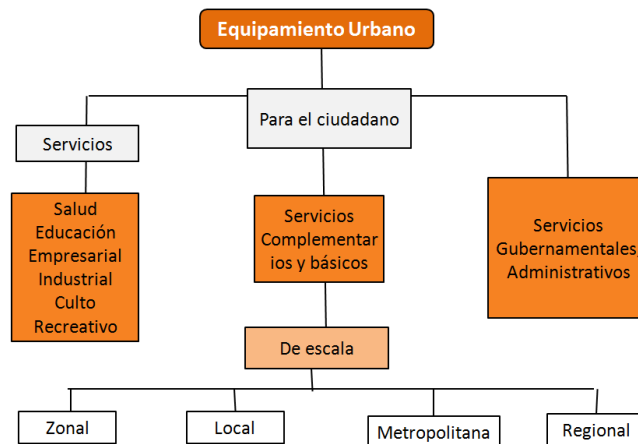 Equipamiento Urbano
Para el ciudadano
Servicios
Salud
Educación
Empresarial
Industrial
Culto
Recreativo
Servicios
Complementar
ios y básicos
Servicios
Gubernamentales,
Administrativos
De escala
Zonal
Local
Metropolitana
Regional